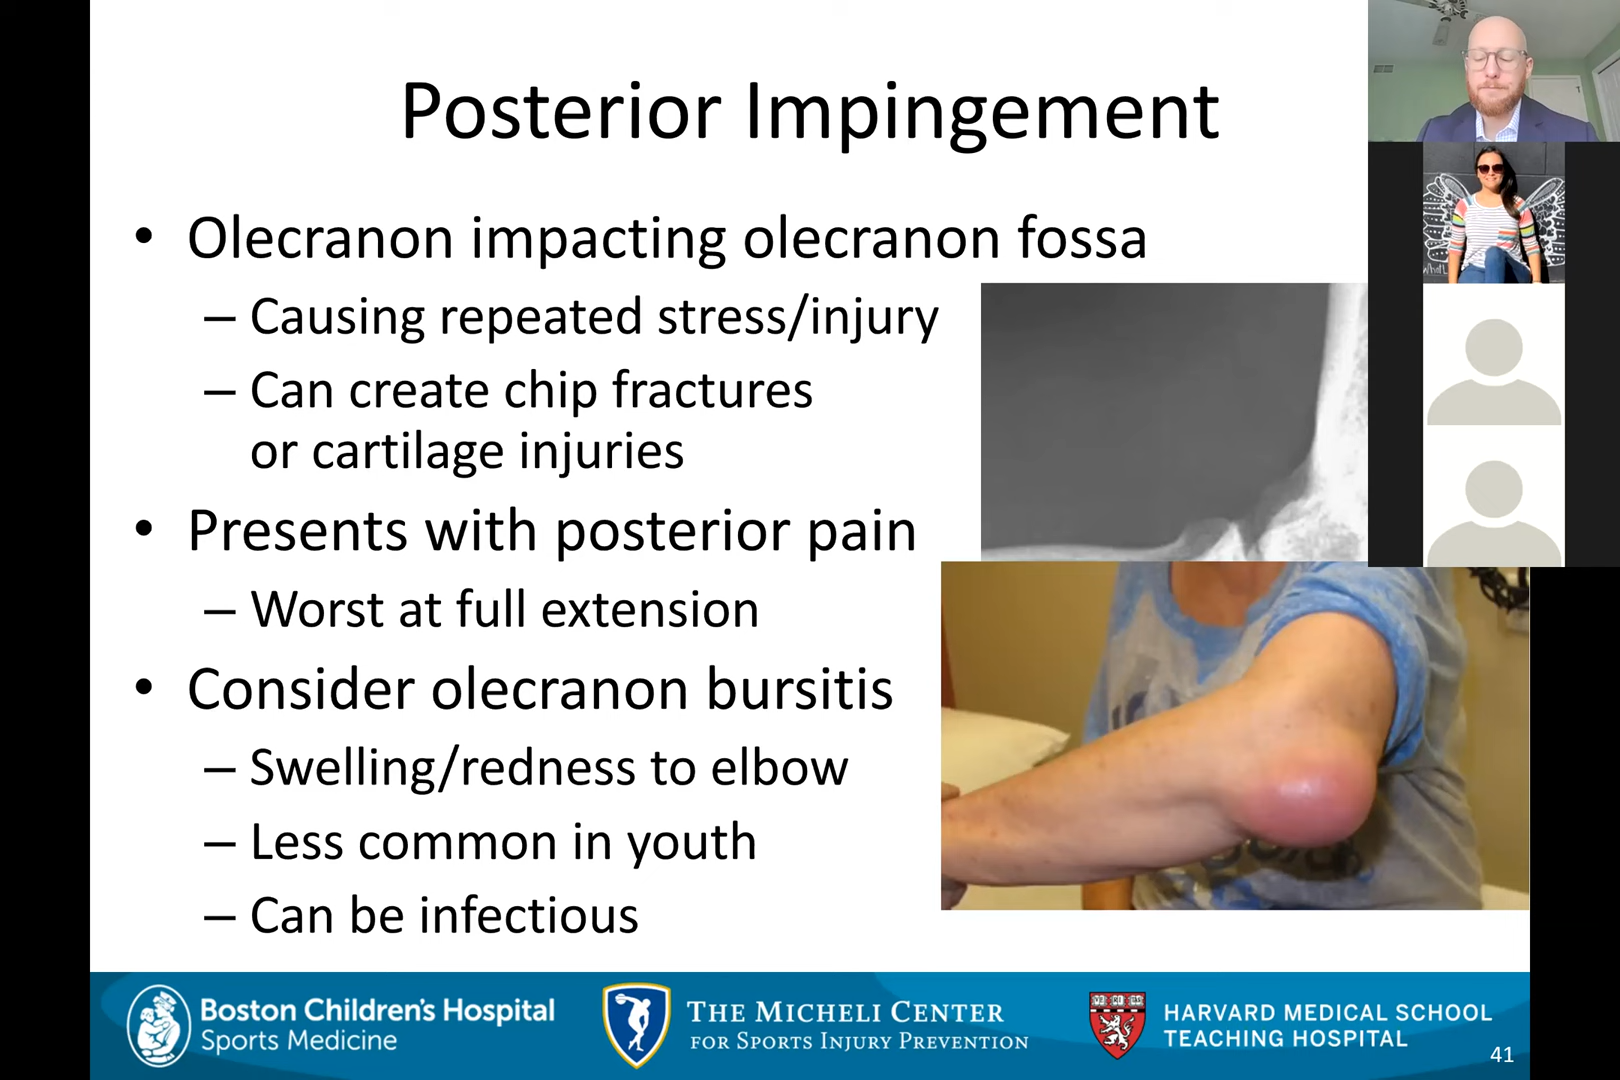 Posterior Impingement
• Olecranon impacting olecranon fossa
– Causing repeated stress/injury
– Can create chip fractures
or cartilage injuries
• Presents with posterior pain
– Worst at full extension
• Consider olecranon bursitis
– Swelling/redness to elbow
– Less common in youth
– Can be infectious
Boston Children's Hospital
Sports Medicine
THE MICHELI CENTER
FOR SPORTS INJURY PREVENTION
HARVARD MEDICAL SCHOOL
TEACHING HOSPITAL
41